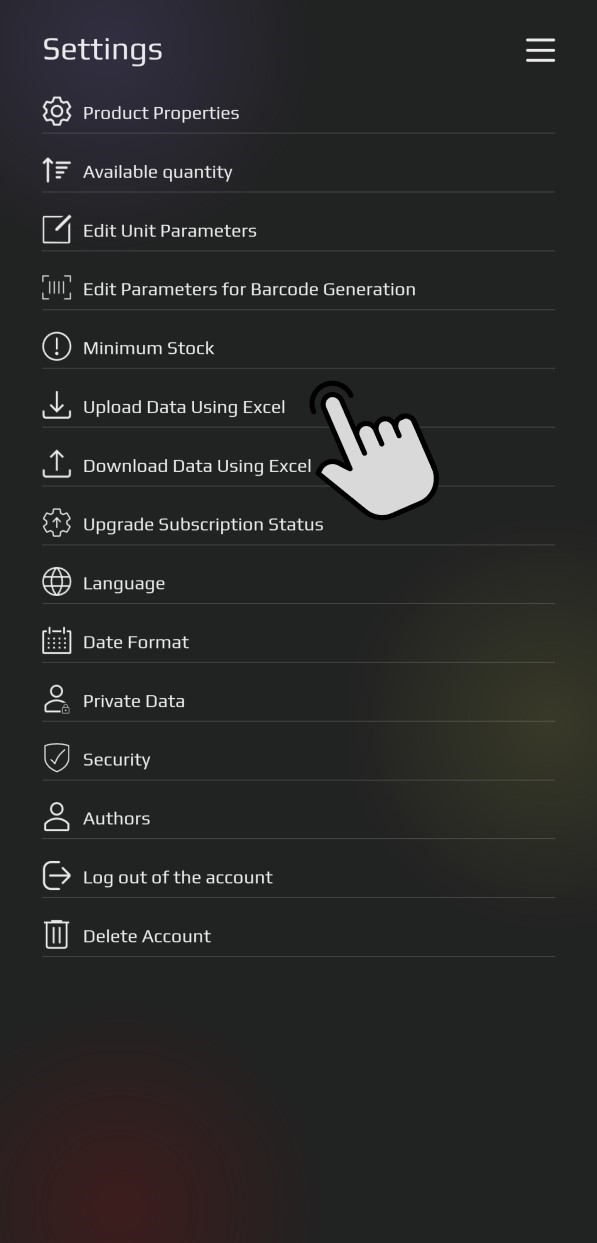 Settings
Product Properties
Available quantity
Edit Unit Parameters
Edit Parameters for Barcode Generation
Minimum Stock
Upload Data Using Excel
Download Data Using Excel
Upgrade Subscription Status
Language
Date Format
Private Data
Security
Authors
Log out of the account
Delete Account